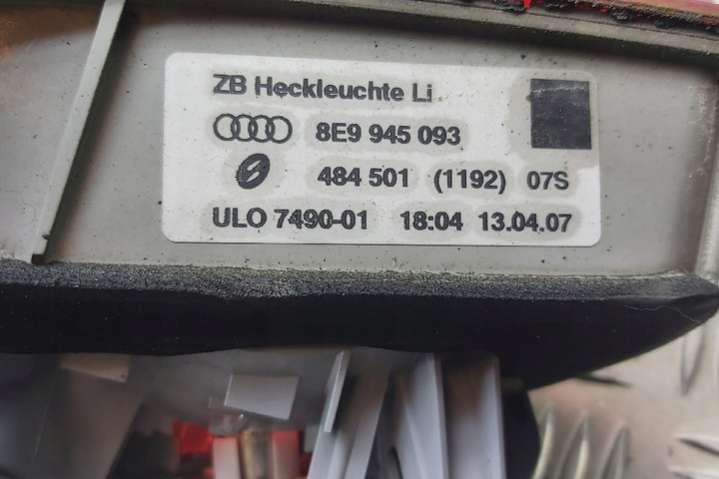 ZB Heckleuchte Li.
8E9 945 093
484 501 (1192) 07S
ULO 7490-01 18:04 13.04.07